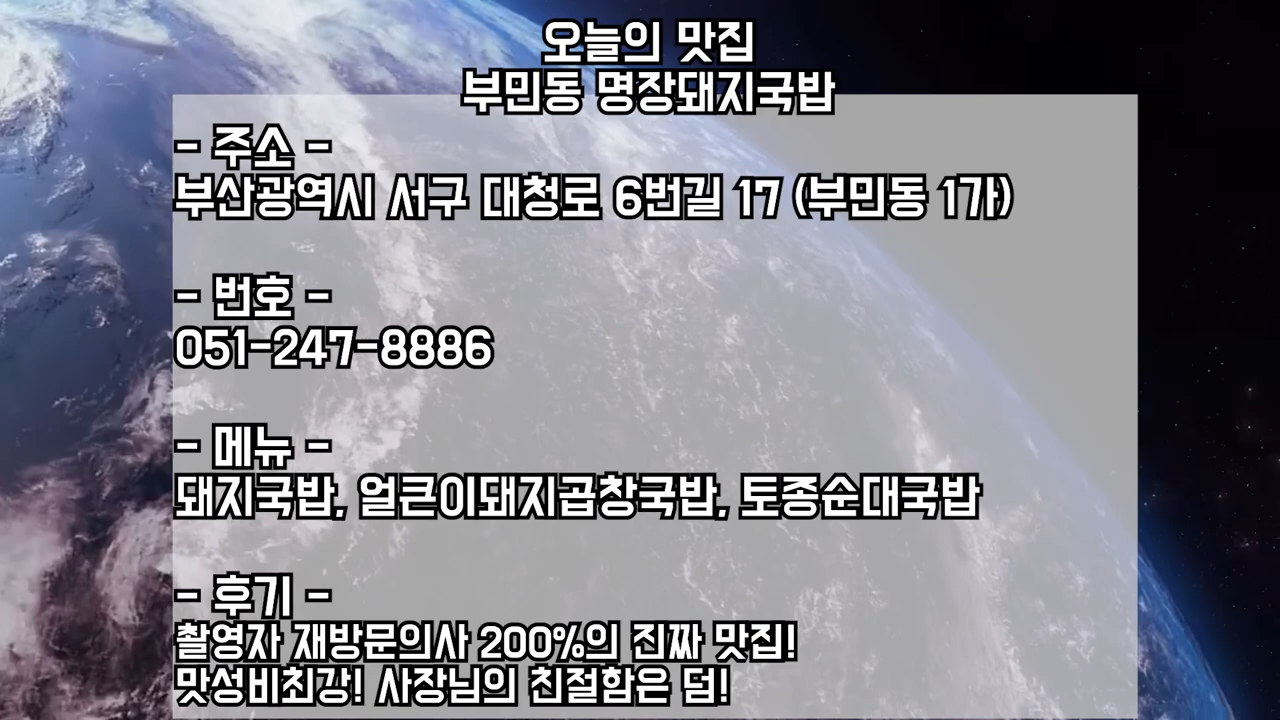 오늘의 맛집
부민동 명장돼지국밥
- 주소 -
부산광역시 서구 대청로 6번길 17 (부민동 1가)
- 번호 -
051-247-8886
- 메뉴 -
돼지국밥, 얼큰이돼지곱창국밥, 토종순대국밥
- 후기 -
촬영자 재방문의사 200%의 진짜 맛집!
맛성비최강! 사장님의 친절함은 덤!